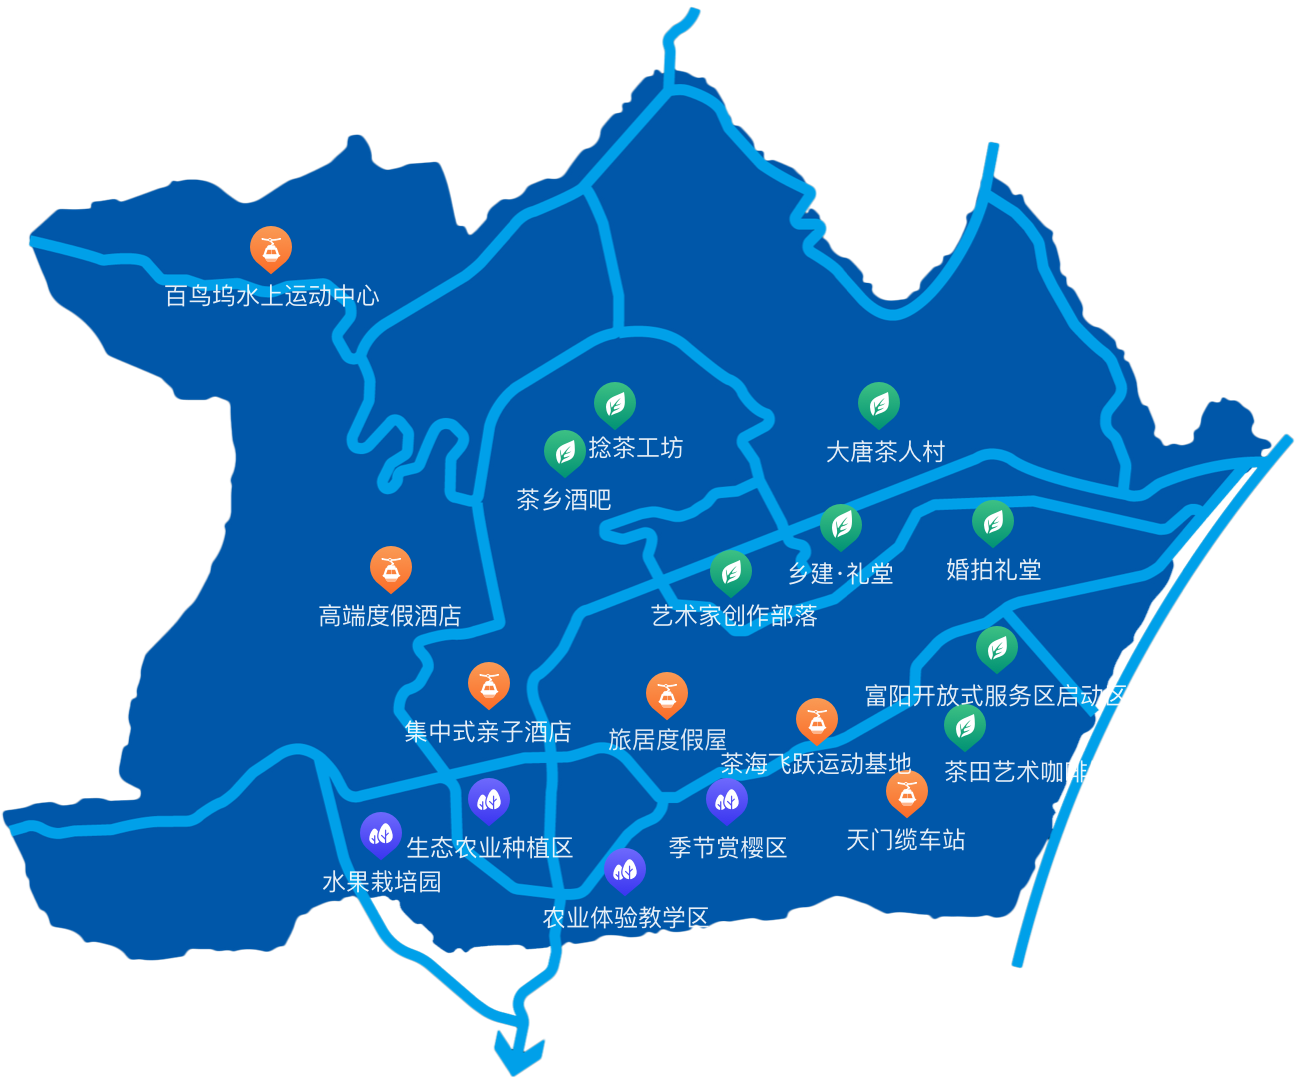 百鸟坞水上运动中心
捻茶工坊
大唐茶人村
茶乡酒吧
乡建·礼堂
婚拍礼堂
高端度假酒店
艺术家创作部落
富阳开放式服务区启动区
集中式亲子酒店
旅居度假屋
茶海飞跃运动基地
茶田艺术咖啡
天门缆车站
生态农业种植区
季节赏樱区
水果栽培园
农业体验教学区